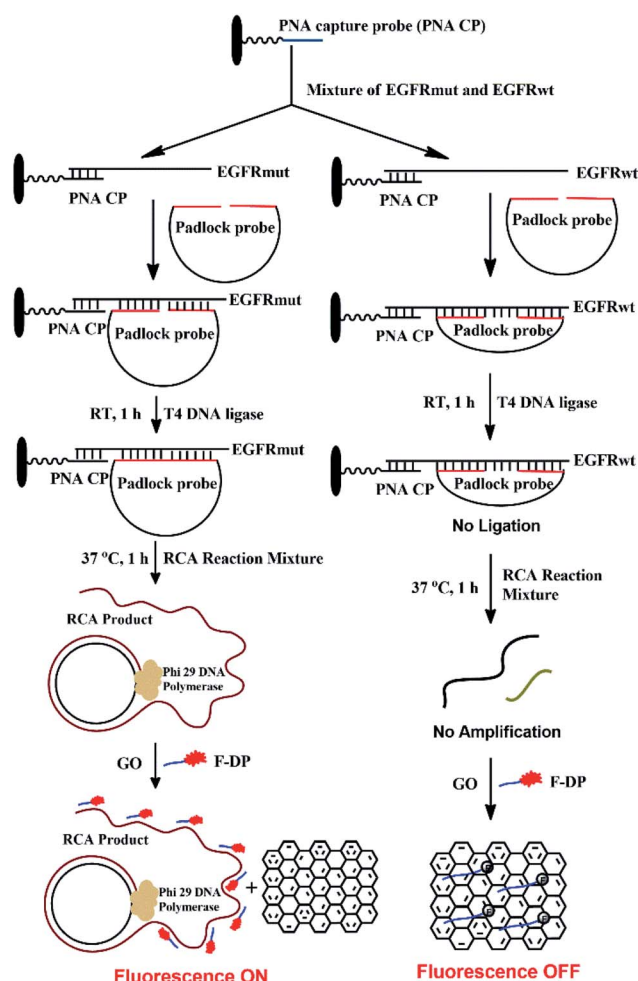 PNA capture probe (PNA CP)
Mixture of EGFRmut and EGFRwt
EGFRmut
PNA CP
Padlock probe
EGFRmut
PNA CP
Padlock probe
RT, 1 h
T4 DNA ligase
EGFRmut
PNA CP
Padlock probe
37 °C, 1 h
RCA Reaction Mixture
RCA Product
Phi 29 DNA
Polymerase
GO
F-DP
RCA Product
Phi 29 DNA
Polymerase
+
Fluorescence ON
EGFRwt
PNA CP
Padlock probe
EGFRwt
PNA CP
Padlock probe
RT, 1 h
T4 DNA ligase
EGFRwt
PNA CP
Padlock probe
No Ligation
37 °C, 1 h
RCA Reaction
Mixture
No Amplification
GO
F-DP
F
F
F
F
Fluorescence OFF